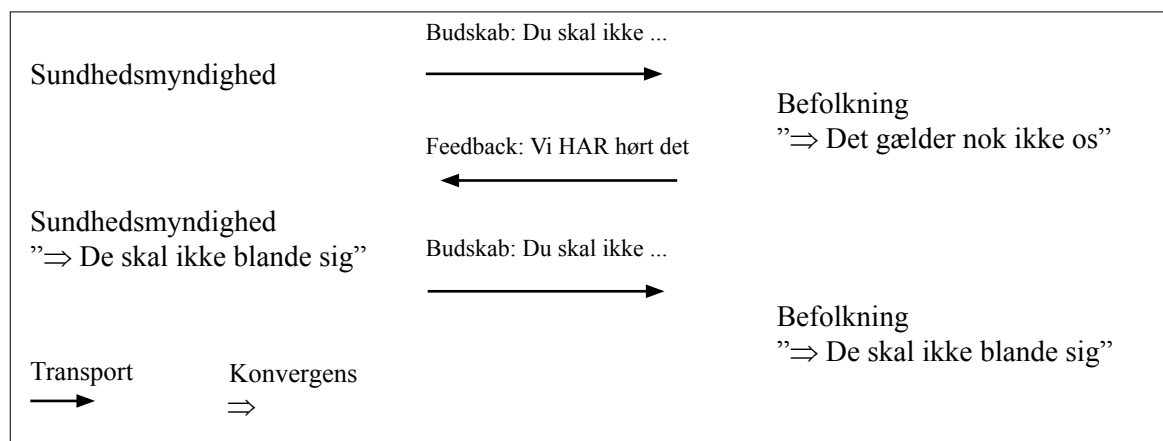 Budskab: Du skal ikke ...
Sundhedsmyndighed
Befolkning
”⇒ Det gælder nok ikke os”
Feedback: Vi HAR hørt det
Sundhedsmyndighed
”⇒ De skal ikke blande sig”
Budskab: Du skal ikke ...
Befolkning
”⇒ De skal ikke blande sig”
Transport
Konvergens
⇒